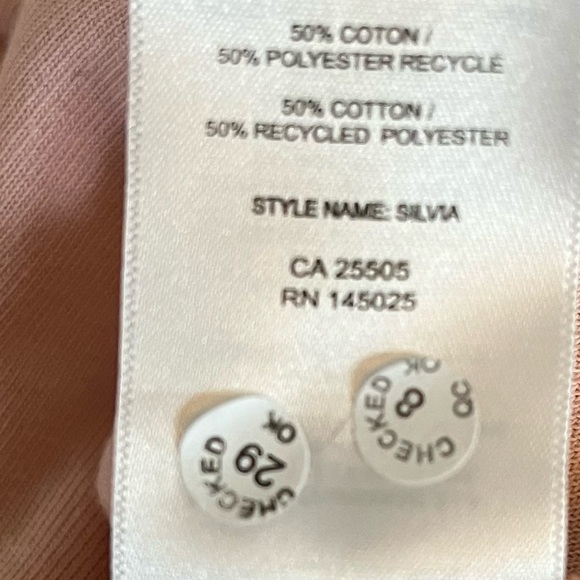 50% COTON /
50% POLYESTER RECYCLÉ
50% COTTON /
50% RECYCLED POLYESTER
STYLE NAME: SILVIA
CA 25505
RN 145025
CHECKED
29
OK
CHECKED
8
QC
OK